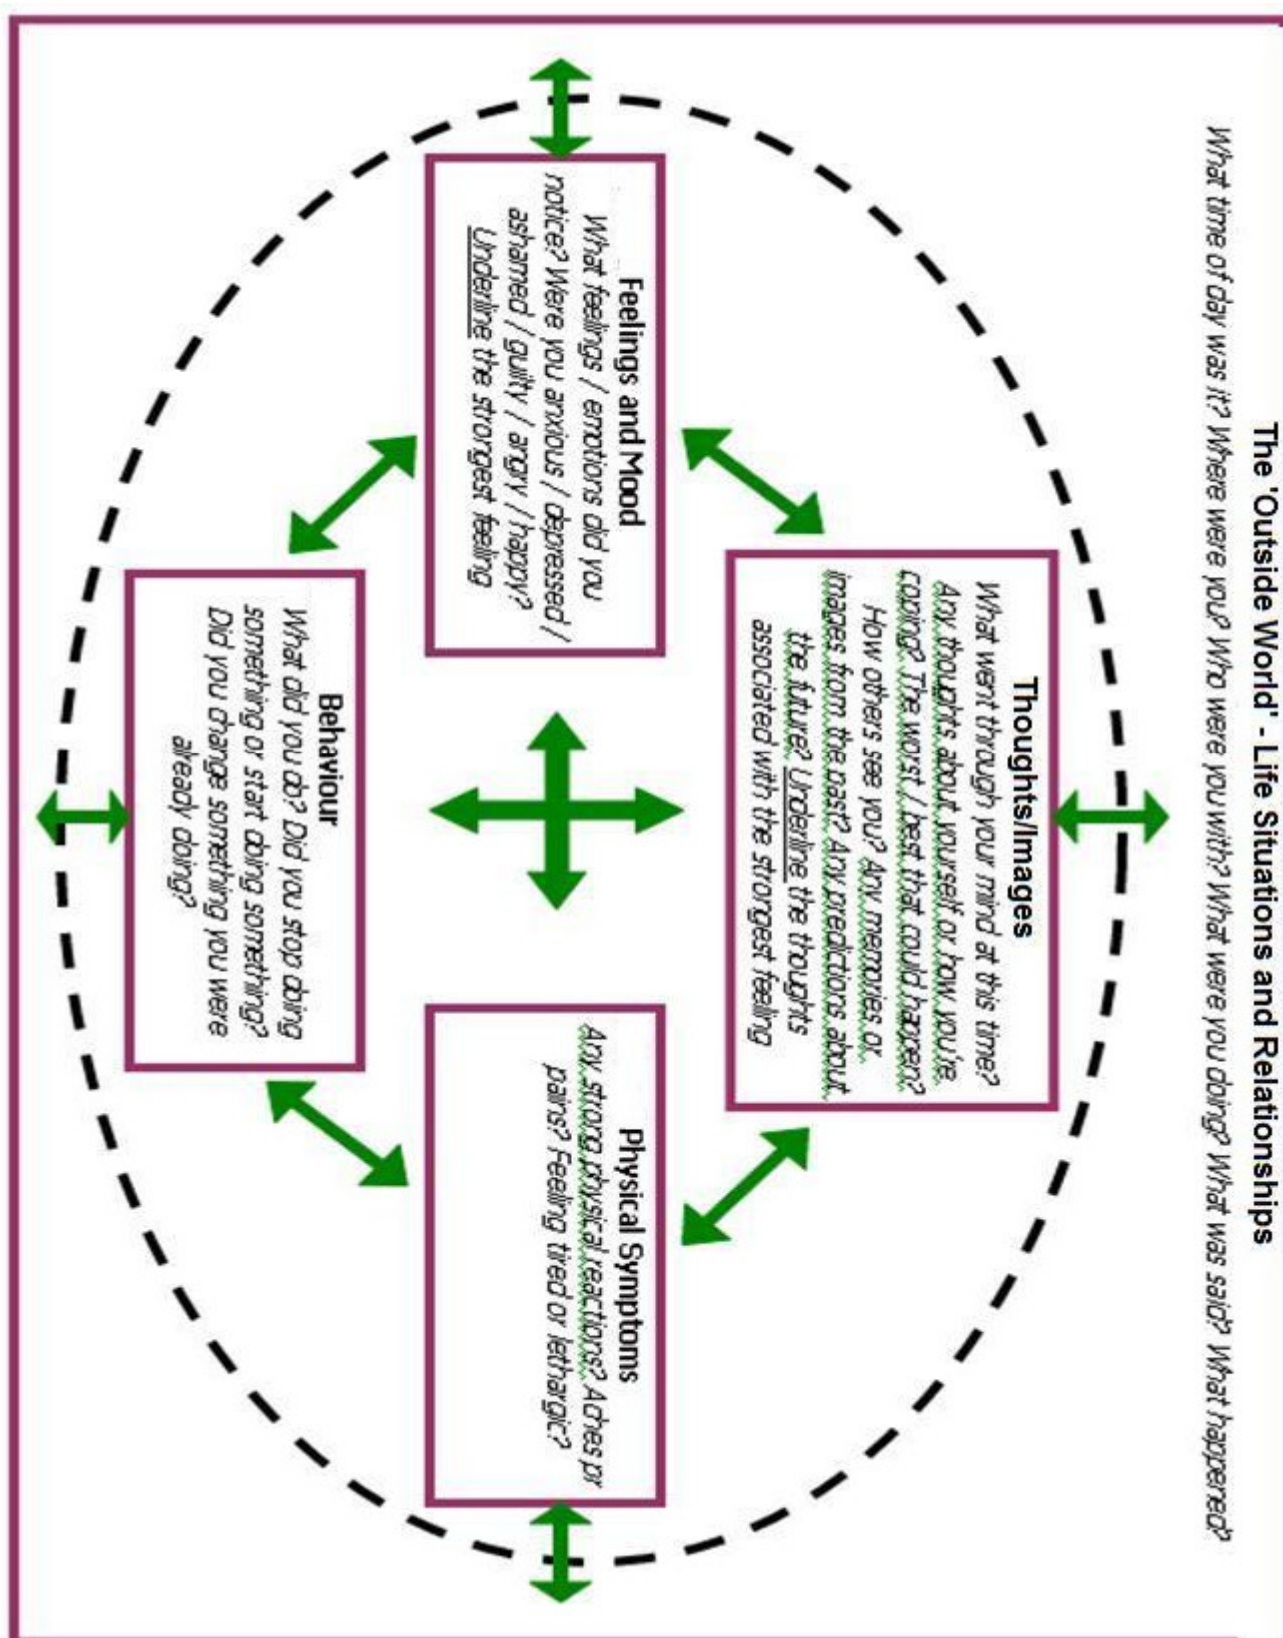 The 'Outside World' - Life Situations and Relationships
What time of day was it? Where were you? Who were you with? What were you doing? What was said? What happened?
Thoughts/Images
What went through your mind at this time?
Any thoughts about yourself or how you're
coping? The worst / best that could happen?
How others see you? Any memories or
images from the past? Any predictions about
the future? Underline the thoughts
associated with the strongest feeling
Feelings and Mood
What feelings / emotions did you
notice? Were you anxious / depressed /
ashamed / guilty / angry / happy?
Underline the strongest feeling
Physical Symptoms
Any strong physical reactions? Aches pr
pains? Feeling tired or lethargic?
Behaviour
What did you do? Did you stop doing
something or start doing something?
Did you change something you were
already doing?